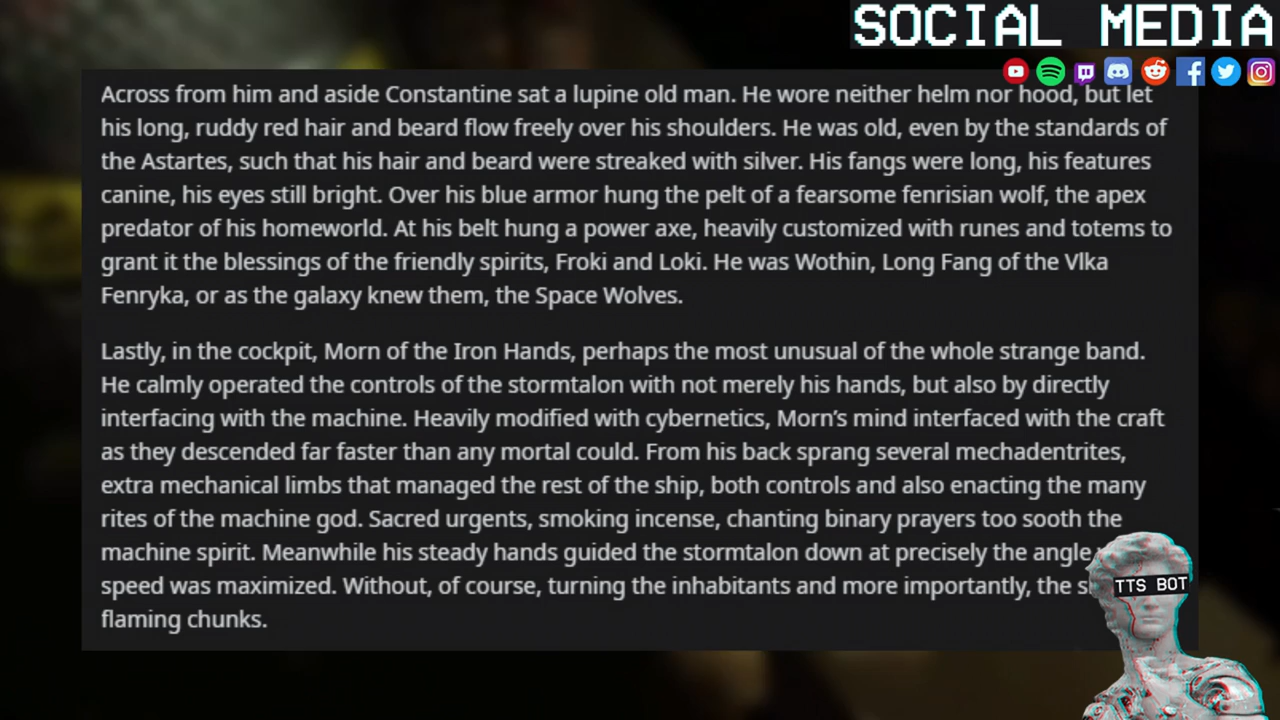 SOCIAL MEDIA
Across from him and aside Constantine sat a lupine old man. He wore neither helm nor hood, but let
his long, ruddy red hair and beard flow freely over his shoulders. He was old, even by the standards of
the Astartes, such that his hair and beard were streaked with silver. His fangs were long, his features
canine, his eyes still bright. Over his blue armor hung the pelt of a fearsome fenrisian wolf, the apex
predator of his homeworld. At his belt hung a power axe, heavily customized with runes and totems to
grant it the blessings of the friendly spirits, Froki and Loki. He was Wothin, Long Fang of the Vlka
Fenryka, or as the galaxy knew them, the Space Wolves.
Lastly, in the cockpit, Morn of the Iron Hands, perhaps the most unusual of the whole strange band.
He calmly operated the controls of the stormtalon with not merely his hands, but also by directly
interfacing with the machine. Heavily modified with cybernetics, Morn’s mind interfaced with the craft
as they descended far faster than any mortal could. From his back sprang several mechadentrites,
extra mechanical limbs that managed the rest of the ship, both controls and also enacting the many
rites of the machine god. Sacred urgents, smoking incense, chanting binary prayers too sooth the
machine spirit. Meanwhile his steady hands guided the stormtalon down at precisely the angle
speed was maximized. Without, of course, turning the inhabitants and more importantly, the
flaming chunks.
TTS BOT